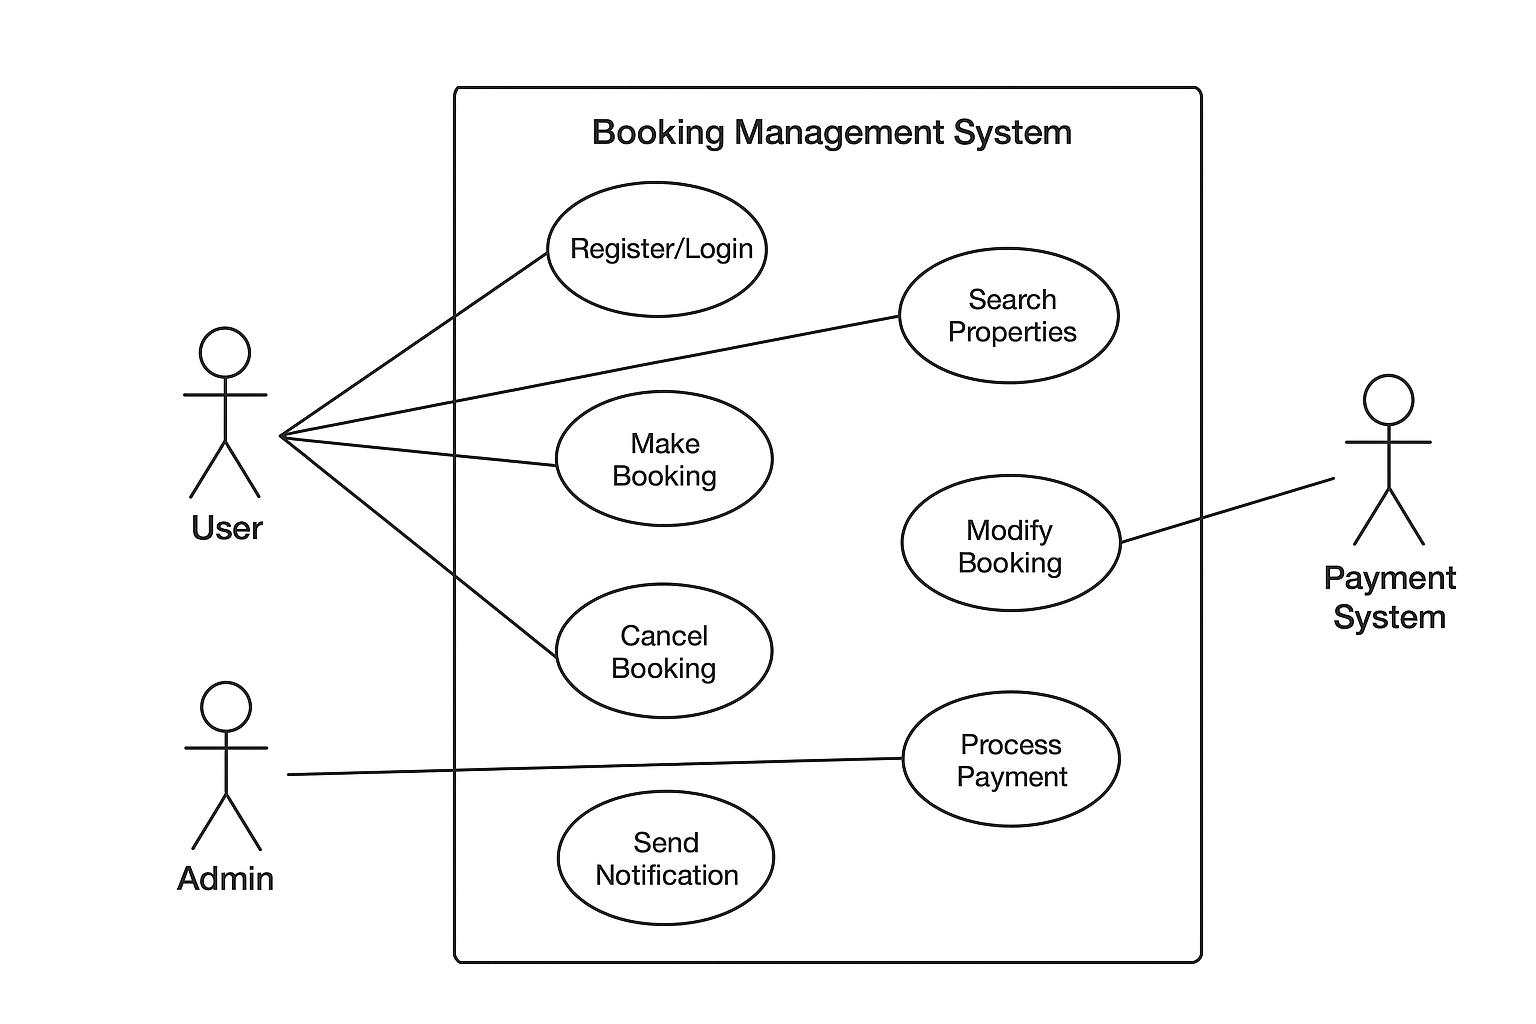 Booking Management System
Register/Login
Search
Properties
Make
Booking
User
Modify
Booking
Payment
System
Cancel
Booking
Process
Payment
Admin
Send
Notification